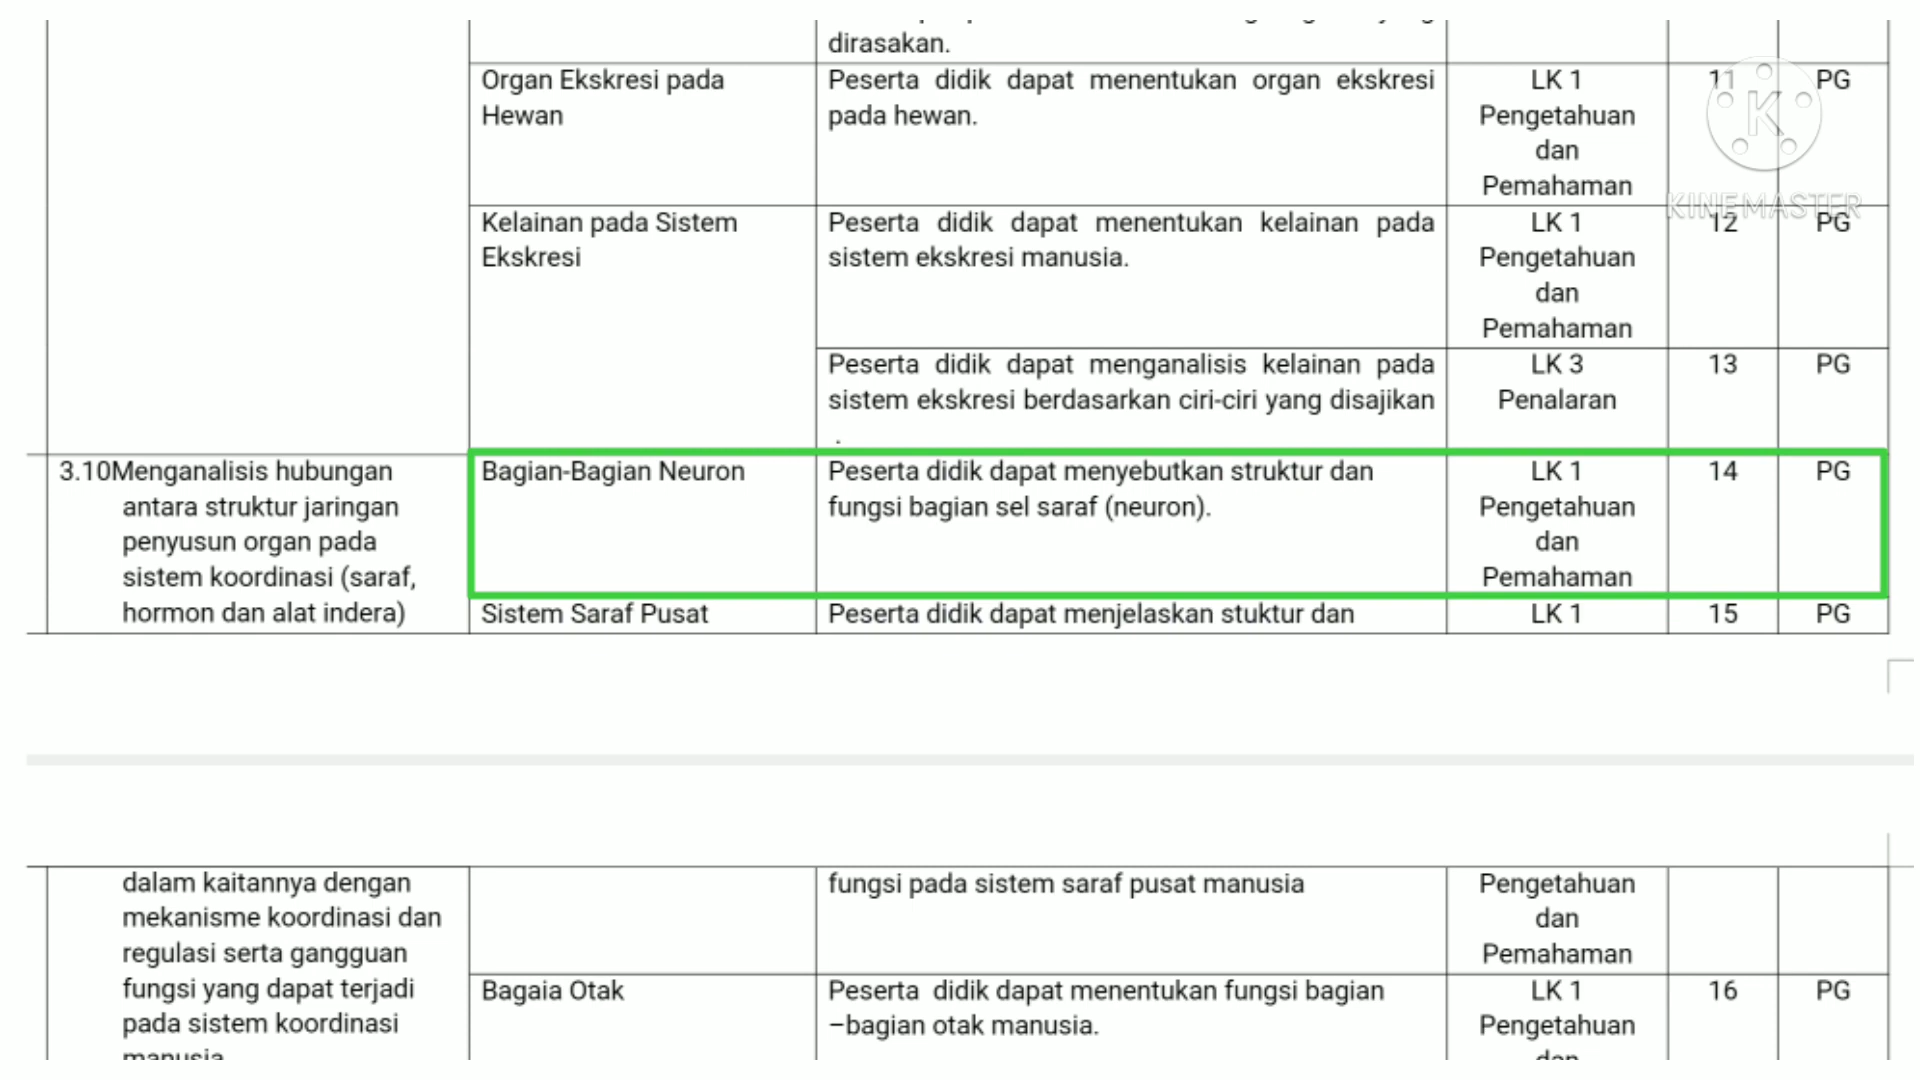 dirasakan.
Organ Ekskresi pada
Hewan
Peserta didik dapat menentukan organ ekskresi
pada hewan.
LK 1
Pengetahuan
dan
Pemahaman
11
PG
KINEMASTER
Kelainan pada Sistem
Ekskresi
Peserta didik dapat menentukan kelainan pada
sistem ekskresi manusia.
LK 1
Pengetahuan
dan
Pemahaman
12
PG
Peserta didik dapat menganalisis kelainan pada
sistem ekskresi berdasarkan ciri-ciri yang disajikan
.
LK 3
Penalaran
13
PG
3.10Menganalisis hubungan
antara struktur jaringan
penyusun organ pada
sistem koordinasi (saraf,
hormon dan alat indera)
Bagian-Bagian Neuron
Peserta didik dapat menyebutkan struktur dan
fungsi bagian sel saraf (neuron).
LK 1
Pengetahuan
dan
Pemahaman
14
PG
Sistem Saraf Pusat
Peserta didik dapat menjelaskan stuktur dan
LK 1
15
PG
dalam kaitannya dengan
mekanisme koordinasi dan
regulasi serta gangguan
fungsi yang dapat terjadi
pada sistem koordinasi
manusia
fungsi pada sistem saraf pusat manusia
Pengetahuan
dan
Pemahaman
Bagaia Otak
Peserta didik dapat menentukan fungsi bagian
–bagian otak manusia.
LK 1
Pengetahuan
dan
16
PG